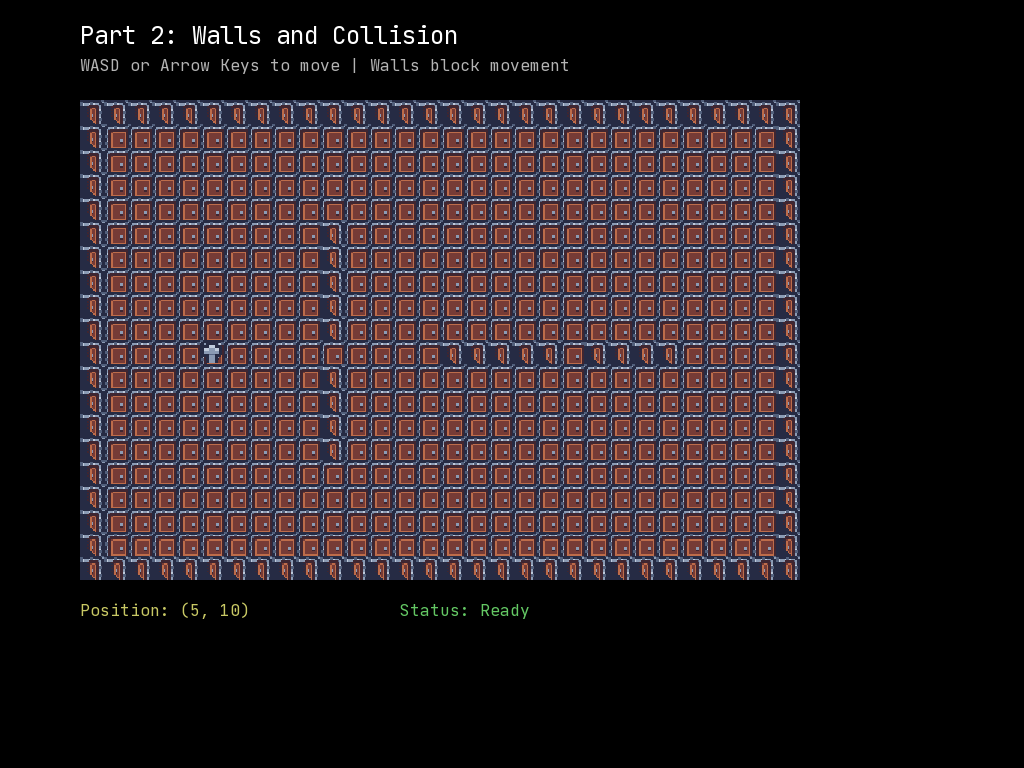 Part 2: Walls and Collision
WASD or Arrow Keys to move | Walls block movement
Position: (5, 10)
Status: Ready